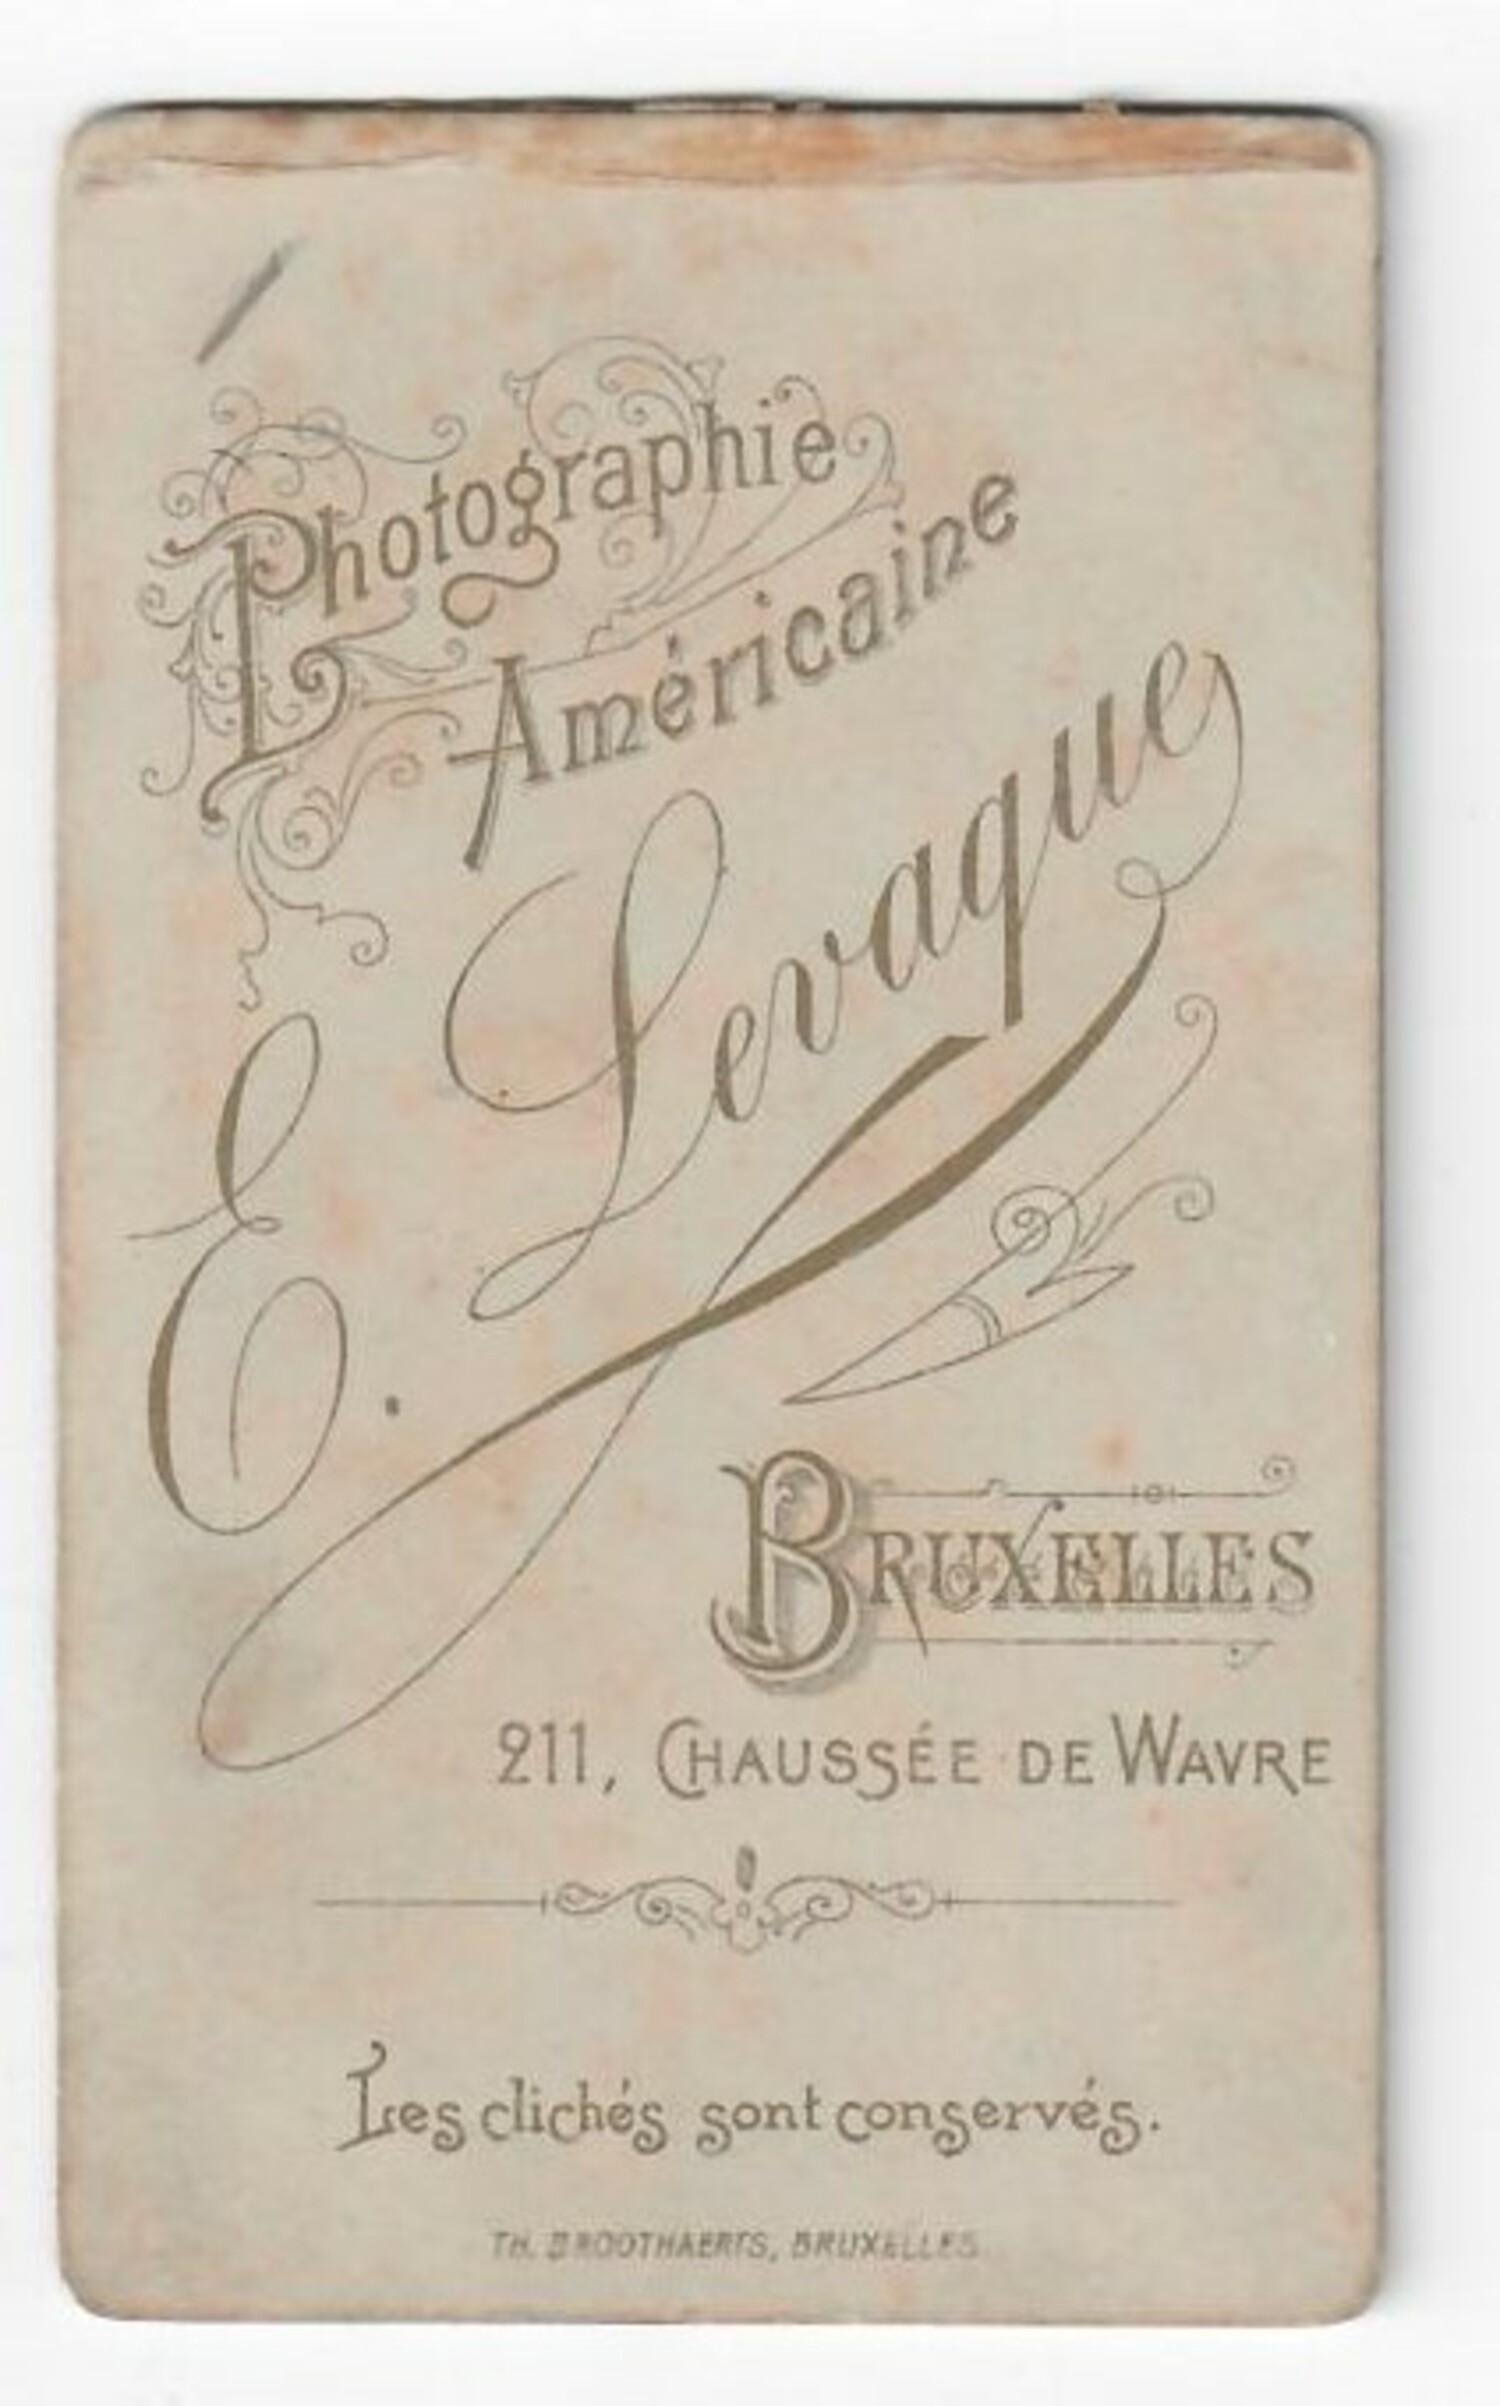 Photographie
Américaine
E. Levaque
BRUXELLES
211, CHAUSSÉE DE WAVRE
Les clichés sont conservés.
TH. BROOTHAERTS, BRUXELLES.